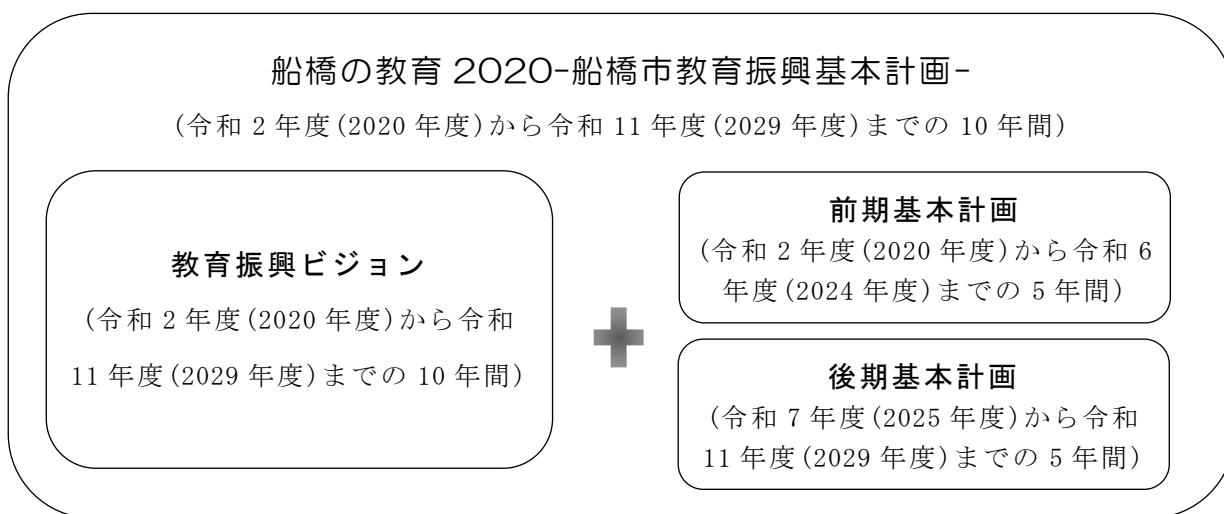 船橋の教育 2020-船橋市教育振興基本計画-
(令和 2 年度(2020 年度)から令和 11 年度(2029 年度)までの 10 年間)
教育振興ビジョン
(令和 2 年度(2020 年度)から令和
11 年度(2029 年度)までの 10 年間)
前期基本計画
(令和 2 年度(2020 年度)から令和 6
年度(2024 年度)までの 5 年間)
後期基本計画
(令和 7 年度(2025 年度)から令和
11 年度(2029 年度)までの 5 年間)